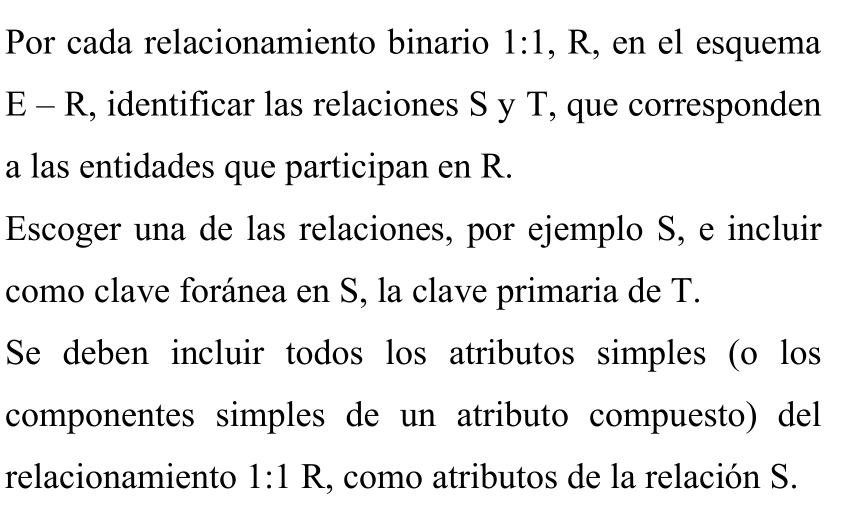 Por cada relacionamiento binario 1:1, R, en el esquema
E – R, identificar las relaciones S y T, que corresponden
a las entidades que participan en R.
Escoger una de las relaciones, por ejemplo S, e incluir
como clave foránea en S, la clave primaria de T.
Se deben incluir todos los atributos simples (o los
componentes simples de un atributo compuesto) del
relacionamiento 1:1 R, como atributos de la relación S.